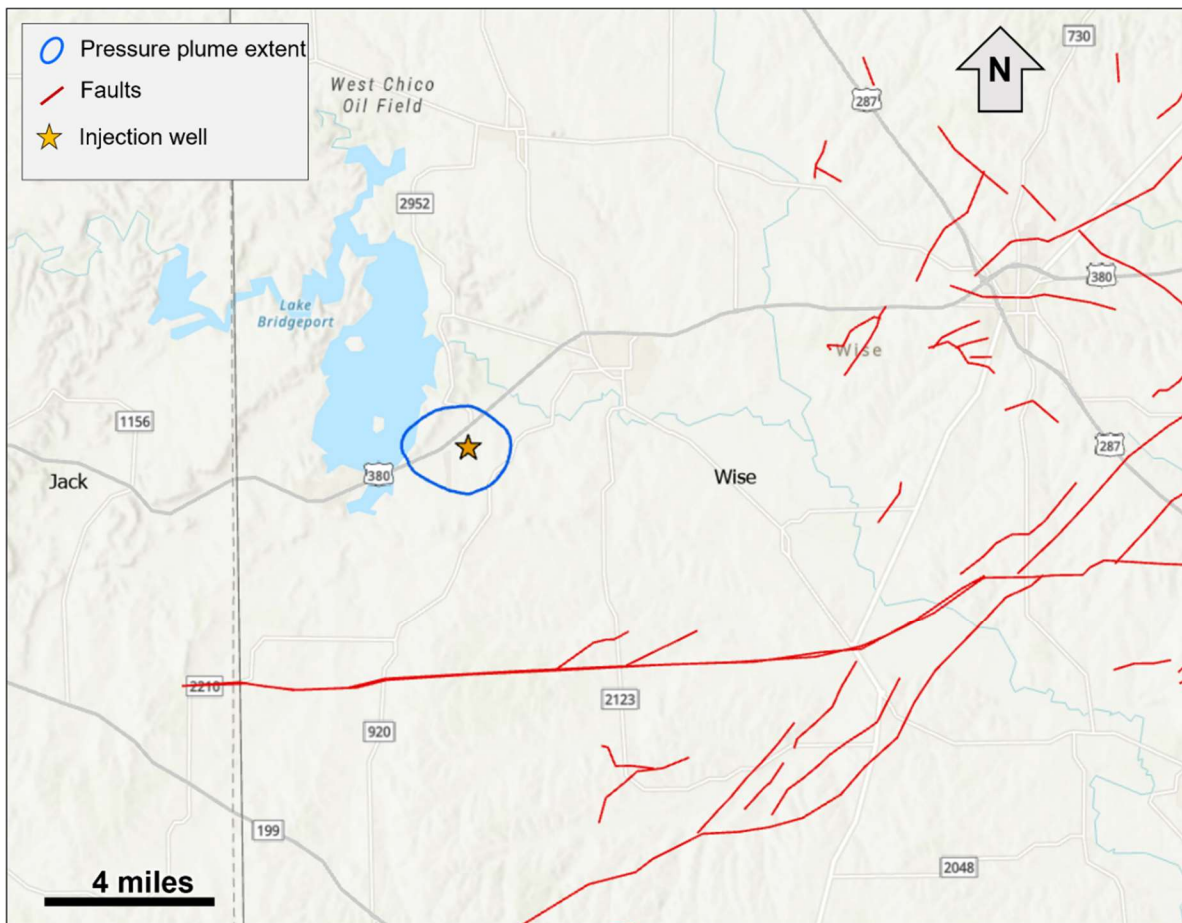 Pressure plume extent
Faults
Injection well
West Chico
Oil Field
N
730
287
2952
Lake
Bridgeport
380
Wise
1156
380
287
Jack
Wise
2210
2123
920
199
2048
4 miles